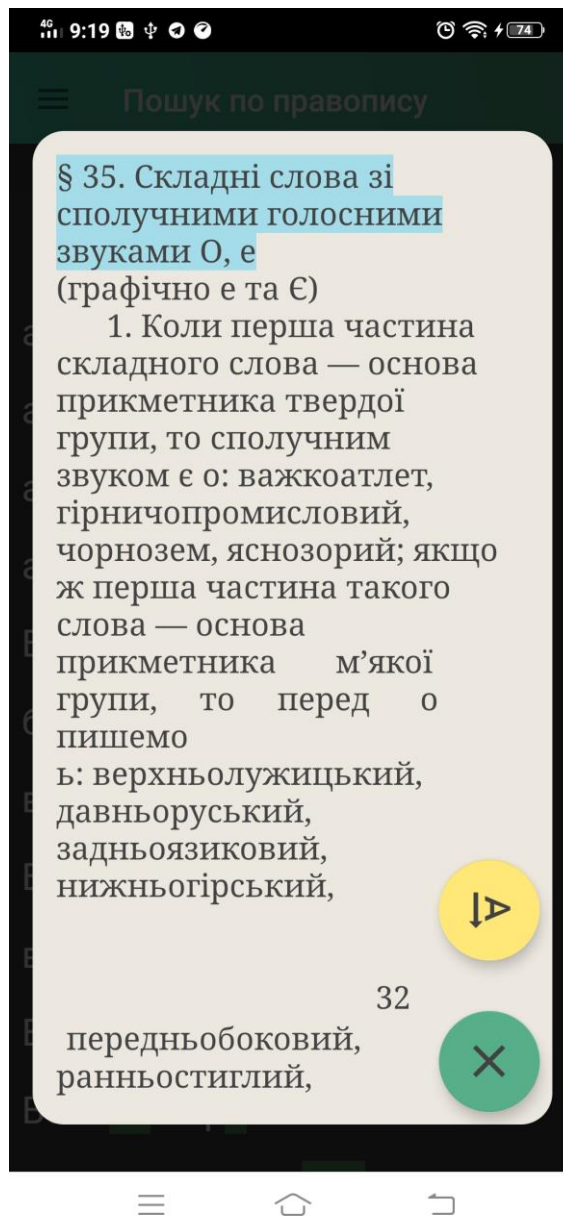 4G 9:19 74
Пошук по правопису
§ 35. Складні слова зі
сполучними голосними
звуками О, е
(графічно е та Є)
1. Коли перша частина
складного слова — основа
прикметника твердої
групи, то сполучним
звуком є о: важкоатлет,
гірничопромисловий,
чорнозем, яснозорий; якщо
ж перша частина такого
слова — основа
прикметника м’якої
групи, то перед о
пишемо
ь: верхньолужицький,
давньоруський,
задньоязиковий,
нижньогірський,
32
передньобоковий,
ранньостиглий,